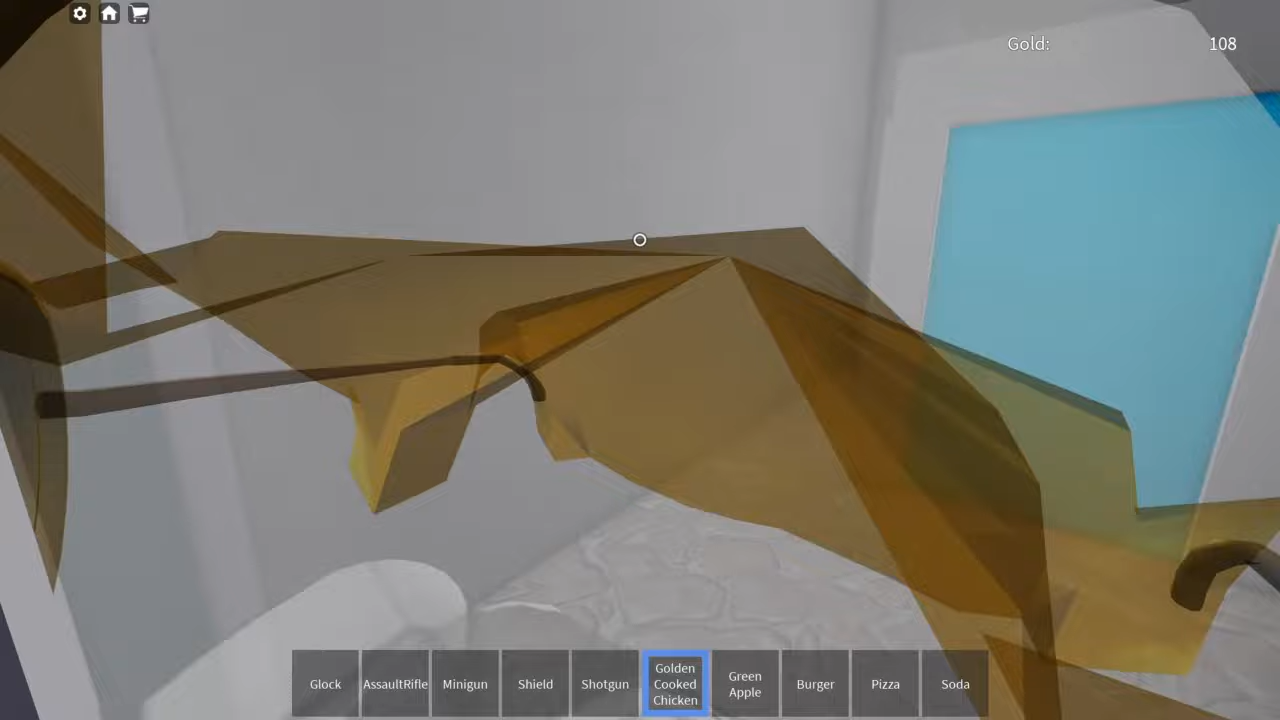 Gold: 108
Glock
AssaultRifle
Minigun
Shield
Shotgun
Golden
Cooked
Chicken
Green
Apple
Burger
Pizza
Soda